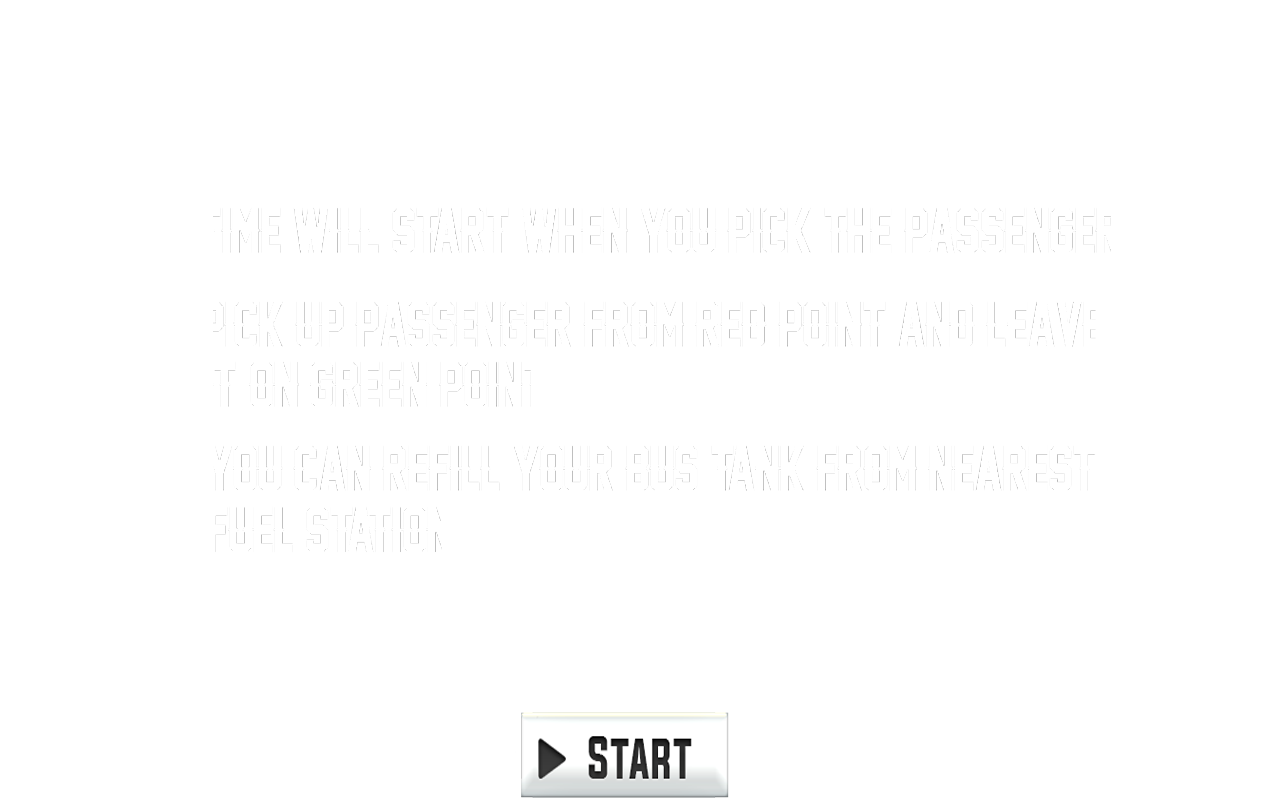 TIME WILL START WHEN YOU PICK THE PASSENGER
PICK UP PASSENGER FROM RED POINT AND LEAVE
IT ON GREEN POINT
YOU CAN REFILL YOUR BUS TANK FROM NEAREST
FUEL STATION
START